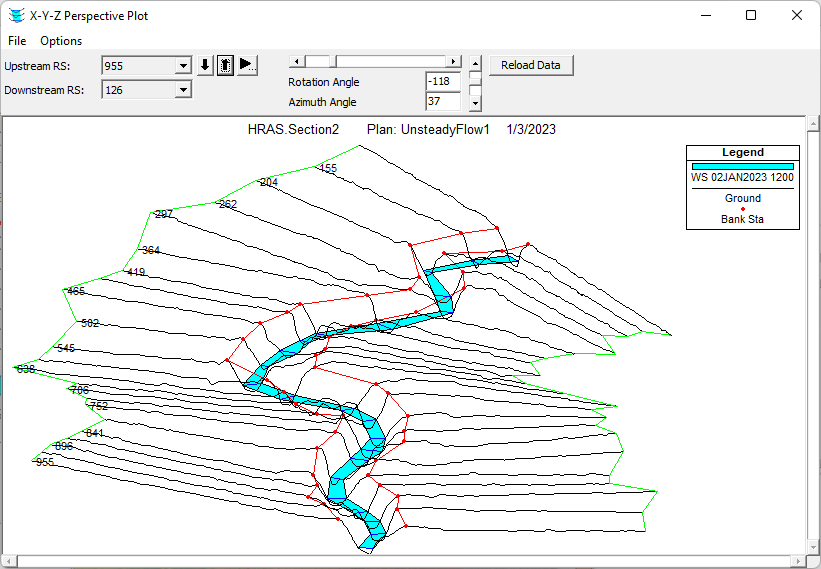 X-Y-Z Perspective Plot
File Options
Upstream RS: 955
Downstream RS: 126
Rotation Angle -118
Azimuth Angle 37
Reload Data
HRAS.Section2 Plan: UnsteadyFlow1 1/3/2023
Legend
WS 02JAN2023 1200
Ground
Bank Sta
155
204
262
297
364
419
465
502
545
638
706
752
841
896
955